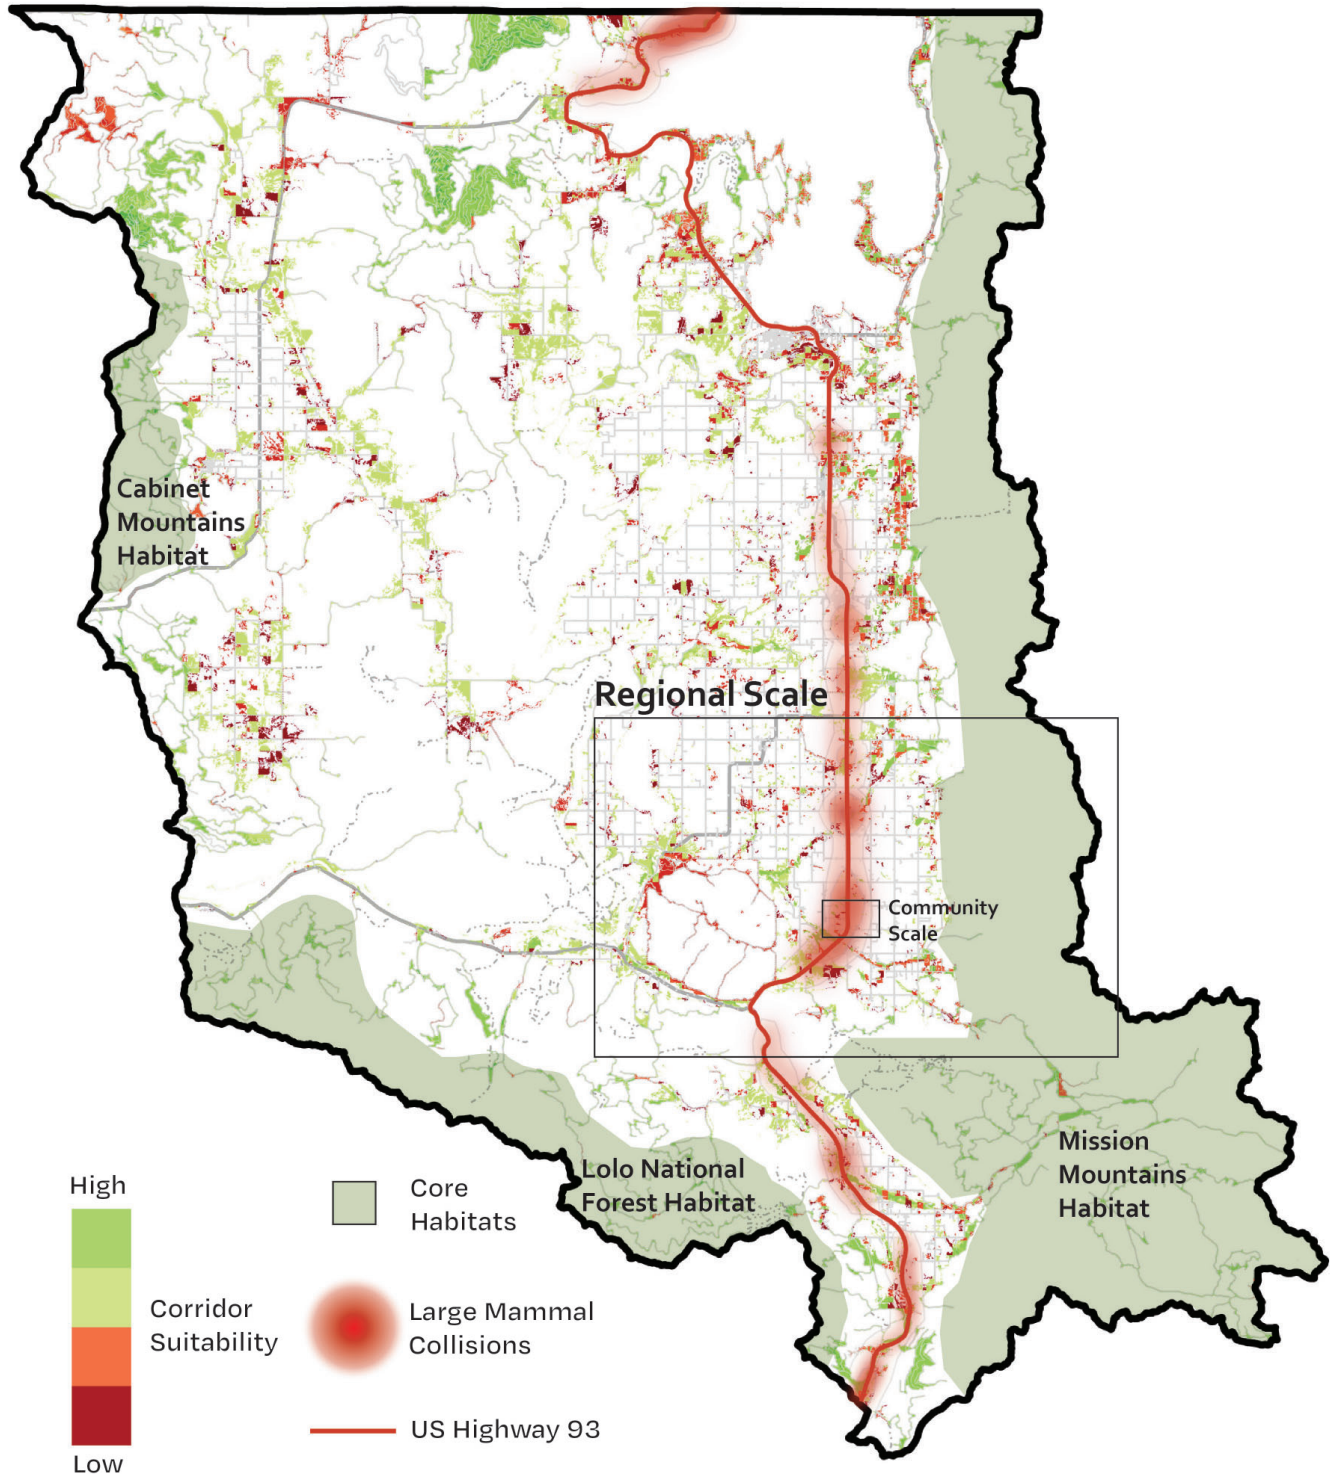 Cabinet
Mountains
Habitat
Regional Scale
Community
Scale
Mission
Mountains
Habitat
Lolo National
Forest Habitat
High
Corridor
Suitability
Low
Core
Habitats
Large Mammal
Collisions
US Highway 93